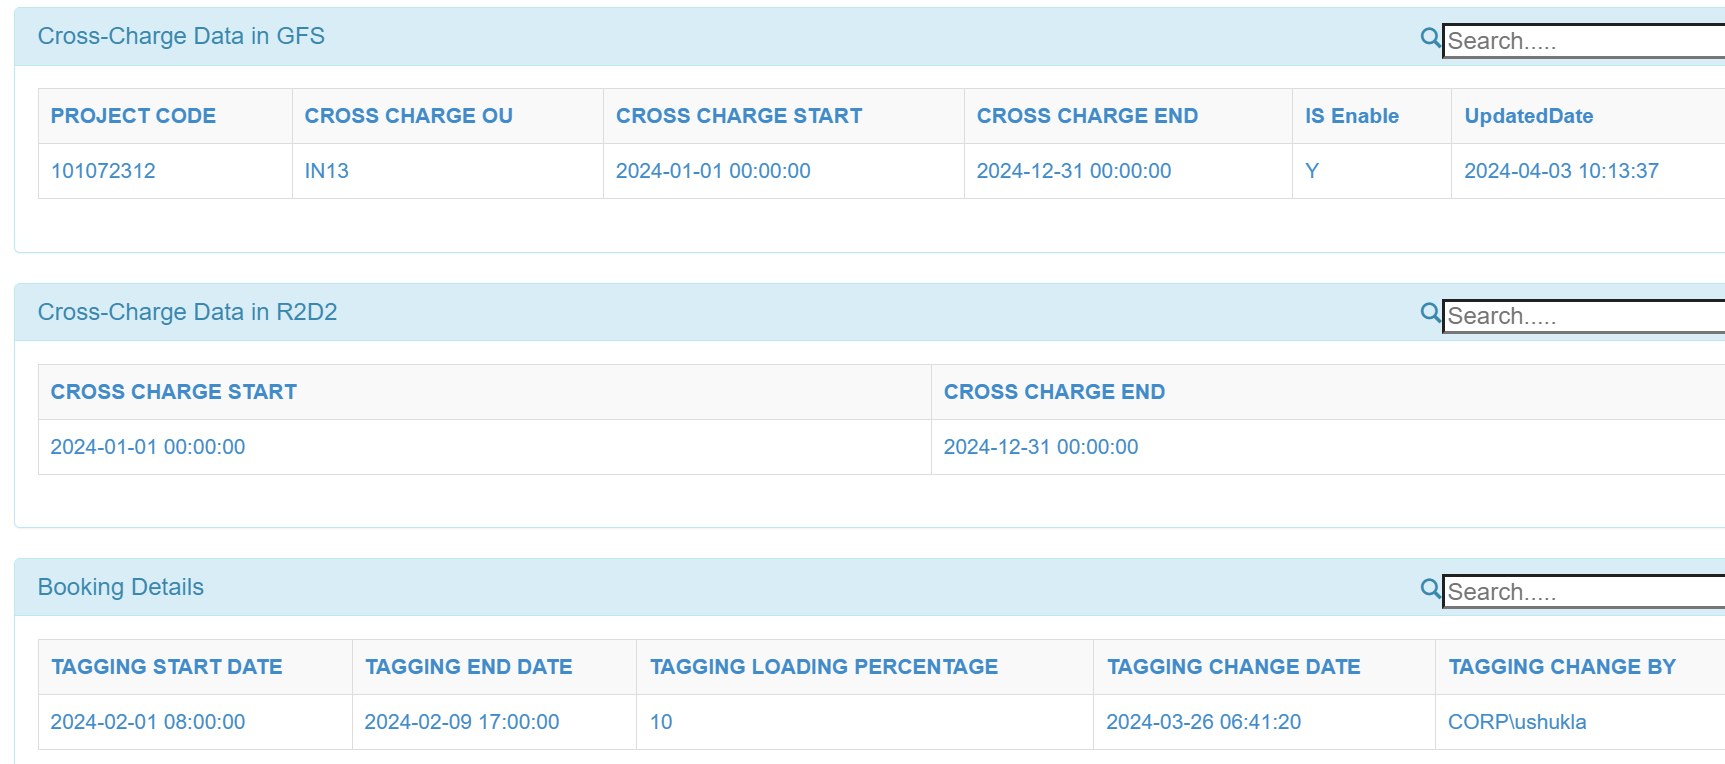 Cross-Charge Data in GFS Search.....
PROJECT CODE CROSS CHARGE OU CROSS CHARGE START CROSS CHARGE END IS Enable UpdatedDate
101072312 IN13 2024-01-01 00:00:00 2024-12-31 00:00:00 Y 2024-04-03 10:13:37
Cross-Charge Data in R2D2 Search.....
CROSS CHARGE START CROSS CHARGE END
2024-01-01 00:00:00 2024-12-31 00:00:00
Booking Details Search.....
TAGGING START DATE TAGGING END DATE TAGGING LOADING PERCENTAGE TAGGING CHANGE DATE TAGGING CHANGE BY
2024-02-01 08:00:00 2024-02-09 17:00:00 10 2024-03-26 06:41:20 CORP\ushukla